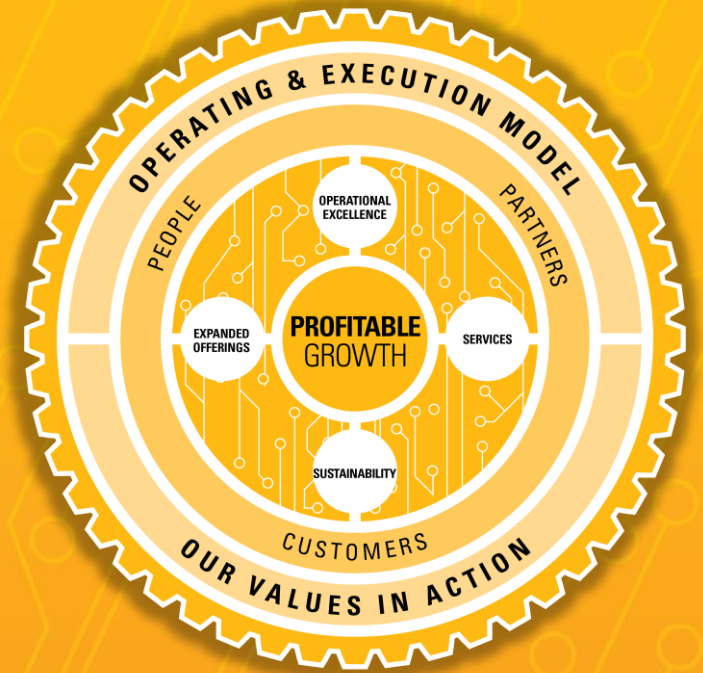 OPERATING & EXECUTION MODEL
PEOPLE
PARTNERS
OPERATIONAL
EXCELLENCE
EXPANDED
OFFERINGS
PROFITABLE
GROWTH
SERVICES
SUSTAINABILITY
CUSTOMERS
OUR VALUES IN ACTION